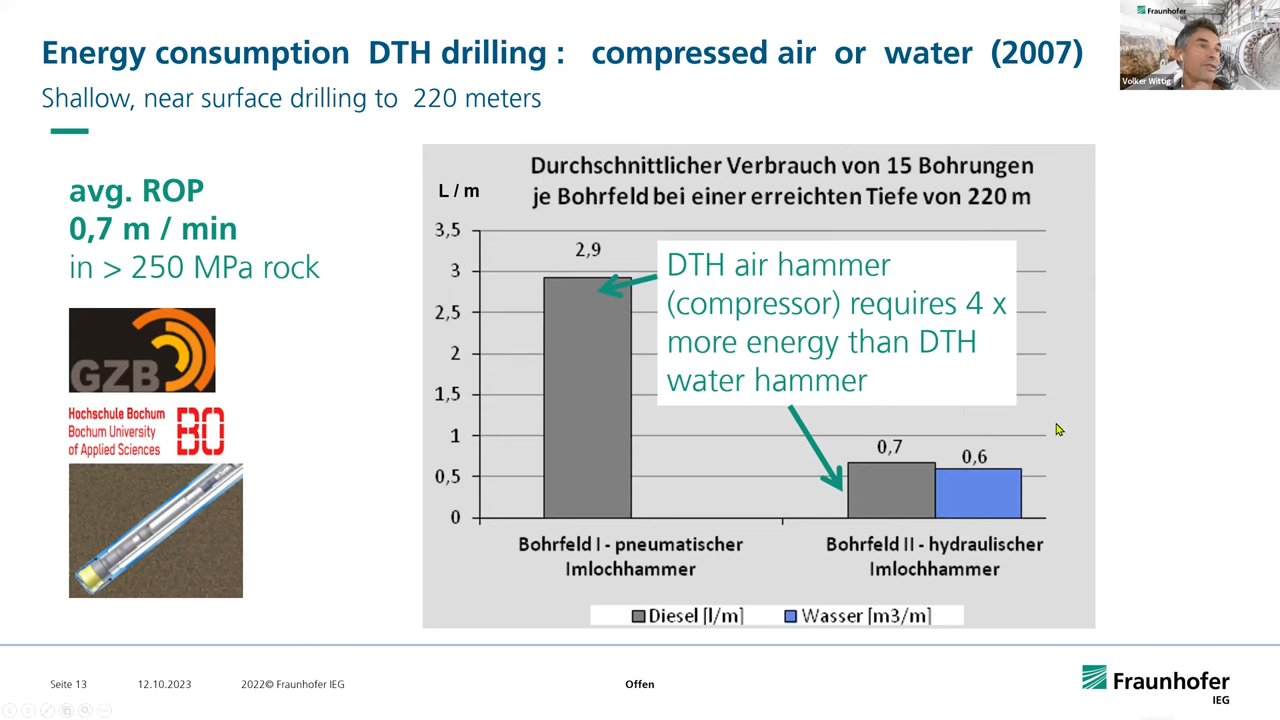 Energy consumption DTH drilling : compressed air or water (2007)
Shallow, near surface drilling to 220 meters
Fraunhofer
Volker Wittig
avg. ROP
0,7 m / min
in > 250 MPa rock
GZB
Hochschule Bochum
Bochum University
of Applied Sciences
BO
Durchschnittlicher Verbrauch von 15 Bohrungen
je Bohrfeld bei einer erreichten Tiefe von 220 m
L / m
3,5
3
2,5
2
1,5
1
0,5
0
2,9
DTH air hammer
(compressor) requires 4 x
more energy than DTH
water hammer
0,7
0,6
Bohrfeld I - pneumatischer
Imlochhammer
Bohrfeld II - hydraulischer
Imlochhammer
Diesel [l/m]
Wasser [m3/m]
Seite 13
12.10.2023
2022© Fraunhofer IEG
Offen
Fraunhofer
IEG